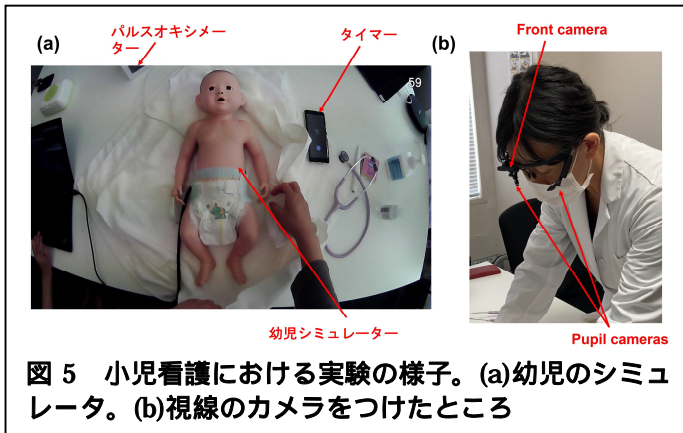 (a)
パルスオキシメー
ター
タイマー
59
幼児シミュレーター
(b)
Front camera
Pupil cameras
図 5 小児看護における実験の様子。(a)幼児のシミュ
レータ。(b)視線のカメラをつけたところ